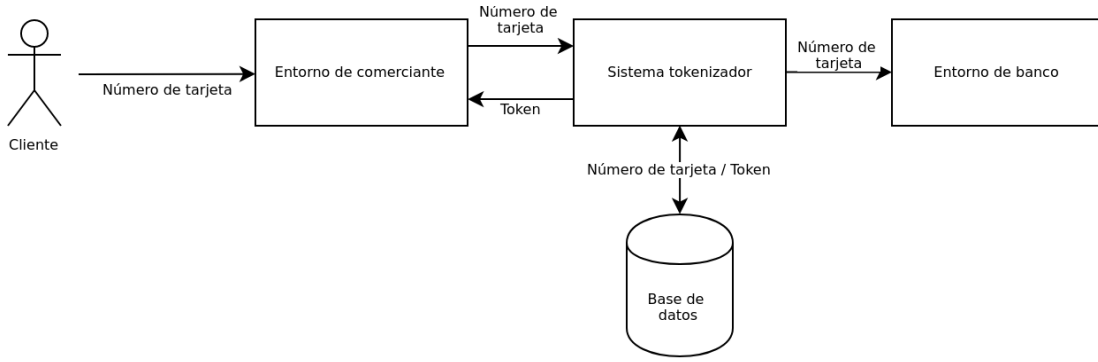 Número de
tarjeta
Número de
tarjeta
Entorno de comerciante
Sistema tokenizador
Entorno de banco
Número de tarjeta
Token
Cliente
Número de tarjeta / Token
Base de
datos